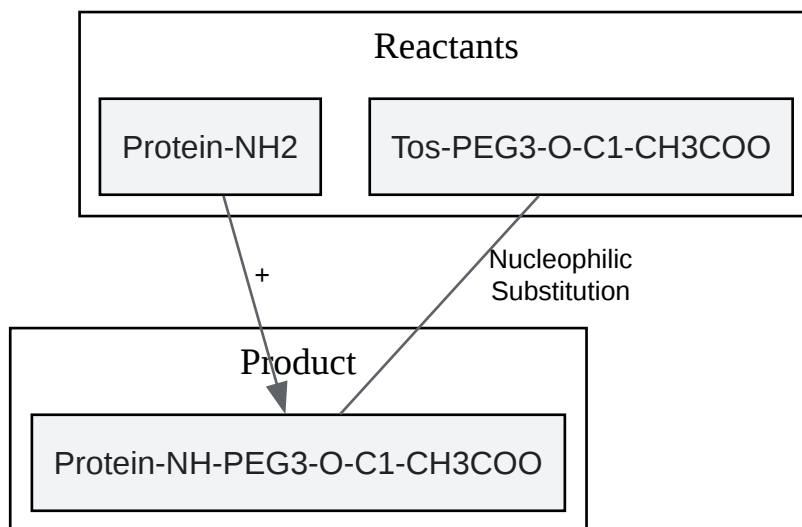 Reactants
Protein-NH2
Tos-PEG3-O-C1-CH3COO
+
Nucleophilic
Substitution
Product
Protein-NH-PEG3-O-C1-CH3COO